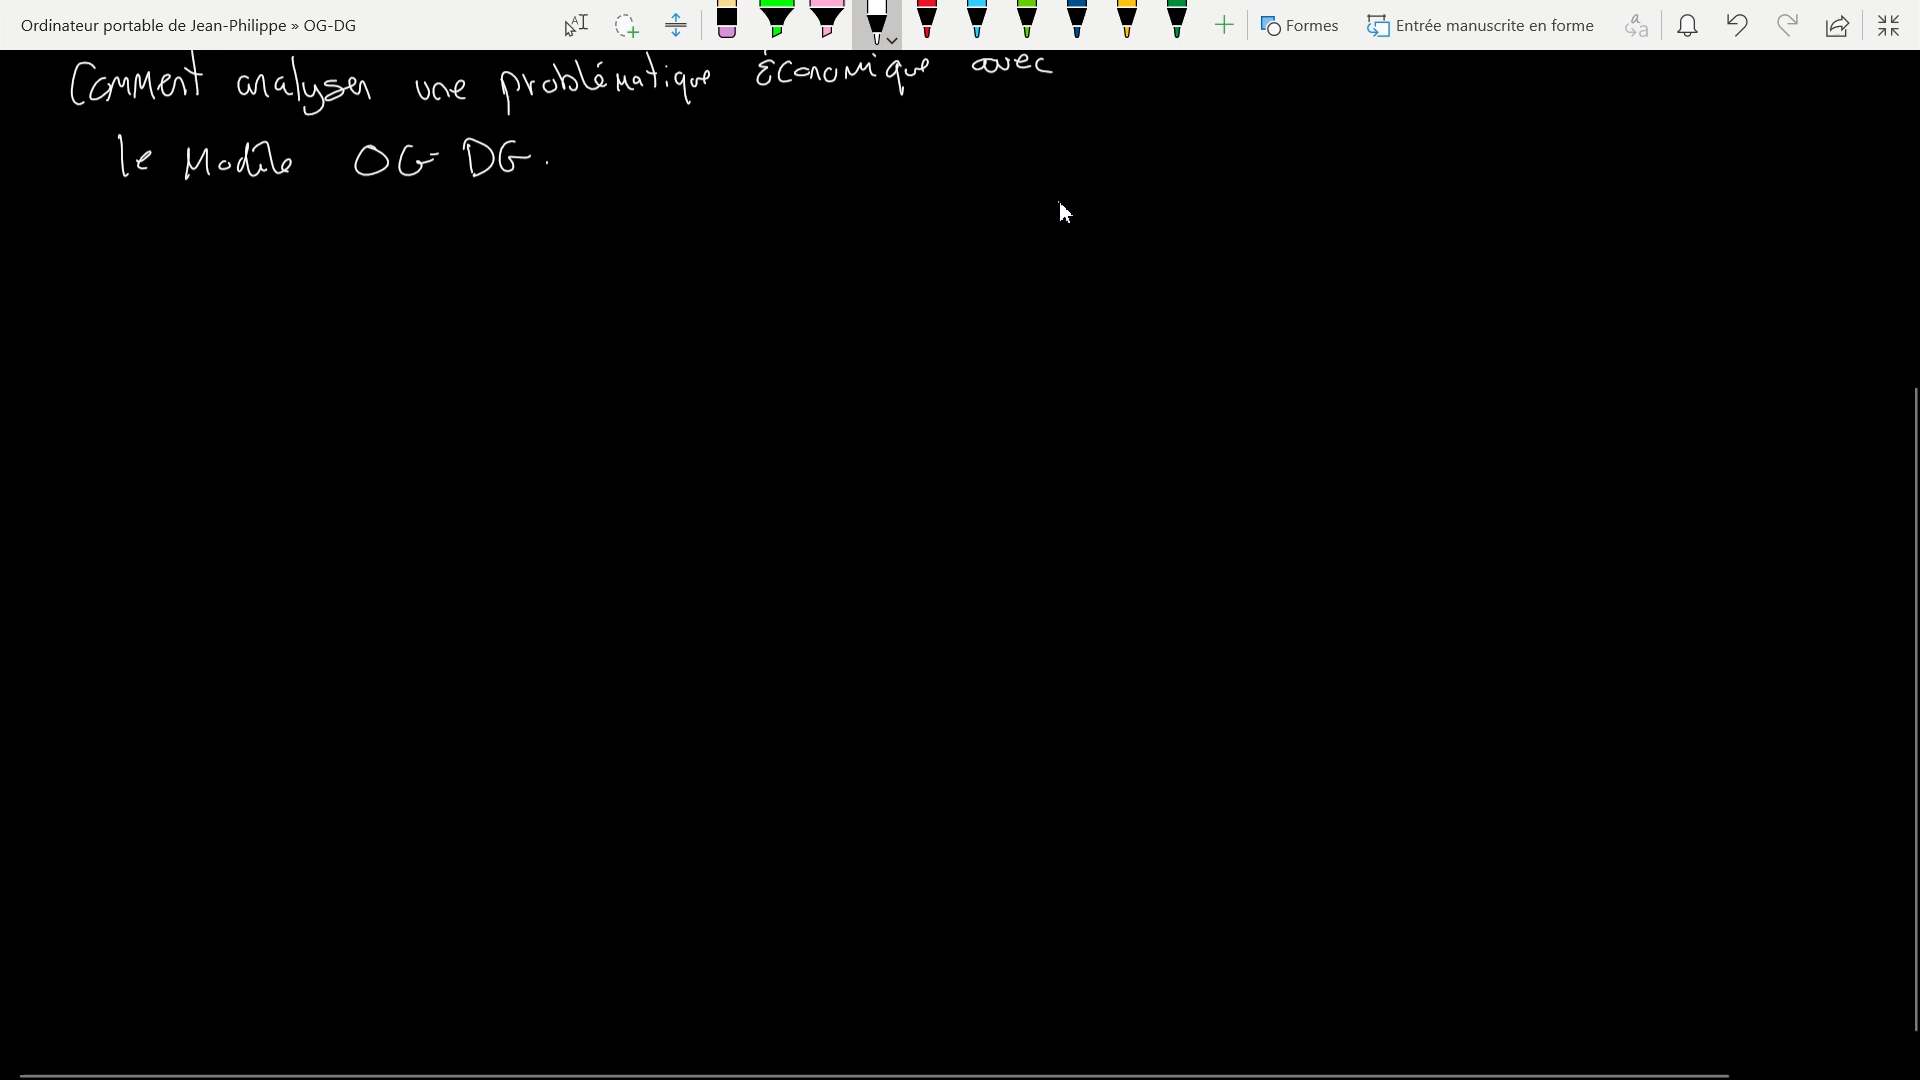 Ordinateur portable de Jean-Philippe » OG-DG
Formes
Entrée manuscrite en forme
Comment analyser une problématique économique avec
le modèle OG-DG.